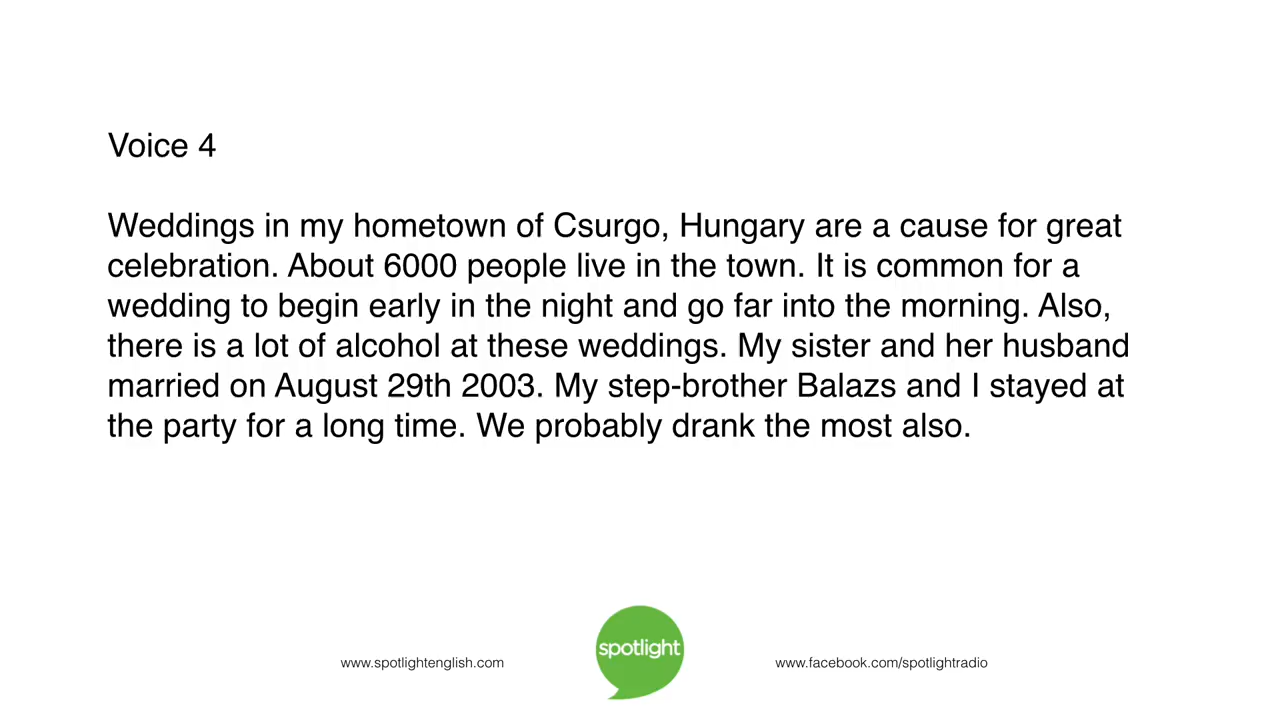 Voice 4
Weddings in my hometown of Csurgo, Hungary are a cause for great
celebration. About 6000 people live in the town. It is common for a
wedding to begin early in the night and go far into the morning. Also,
there is a lot of alcohol at these weddings. My sister and her husband
married on August 29th 2003. My step-brother Balazs and I stayed at
the party for a long time. We probably drank the most also.
www.spotlightenglish.com
spotlight
www.facebook.com/spotlightradio